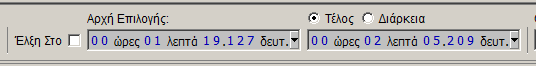 Αρχή Επιλογής: Τέλος Διάρκεια
Έλξη Στο 00 ώρες 01 λεπτά 19.127 δευτ. 00 ώρες 02 λεπτά 05.209 δευτ.